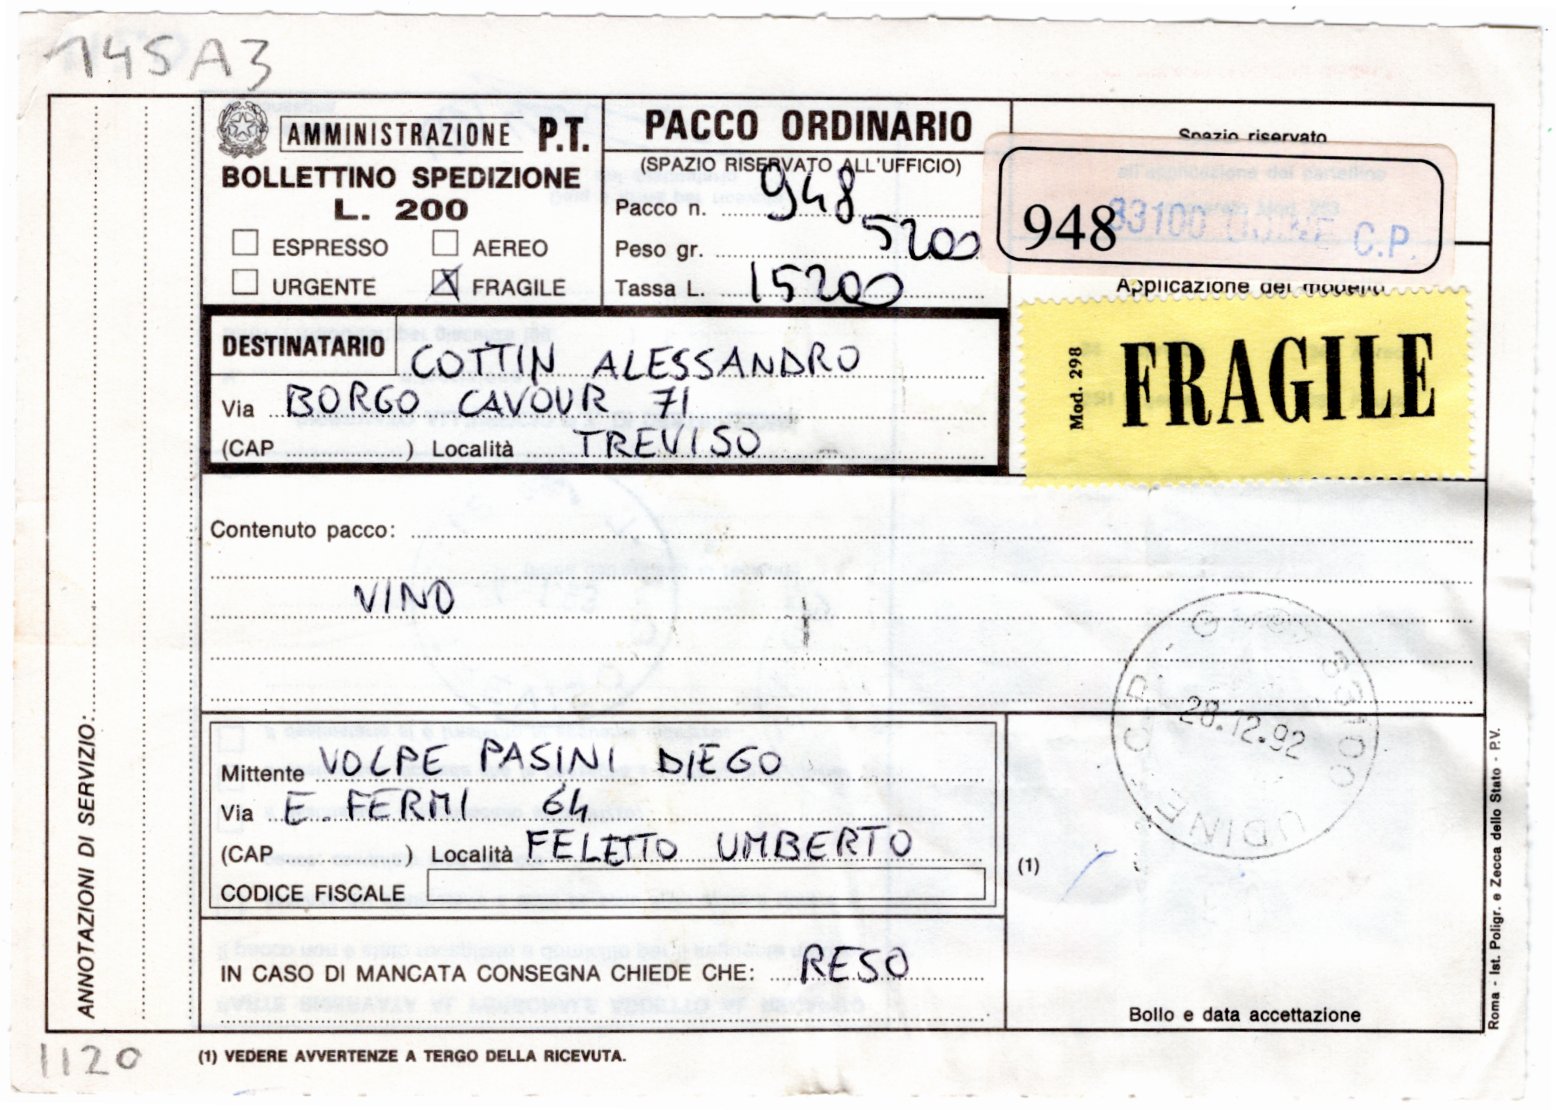 145A3
AMMINISTRAZIONE P.T.
BOLLETTINO SPEDIZIONE
L. 200
ESPRESSO AEREO
URGENTE FRAGILE
PACCO ORDINARIO
(SPAZIO RISERVATO ALL'UFFICIO)
Pacco n. 948
Peso gr. 5200
Tassa L. 15200
Spazio riservato
948
33100 UDINE C.P.
Applicazione del modello
Mod. 298
FRAGILE
DESTINATARIO COTTIN ALESSANDRO
Via BORGO CAVOUR 71
(CAP ) Località TREVISO
Contenuto pacco:
VINO
Mittente VOLPE PASINI DIEGO
Via E. FERMI 64
(CAP ) Località FELETTO UMBERTO
CODICE FISCALE
IN CASO DI MANCATA CONSEGNA CHIEDE CHE: RESO
(1)
28.12.92
33100 UDINE
Bollo e data accettazione
ANNOTAZIONI DI SERVIZIO:
Roma - Ist. Poligr. e Zecca dello Stato - P.V.
1120
(1) VEDERE AVVERTENZE A TERGO DELLA RICEVUTA.